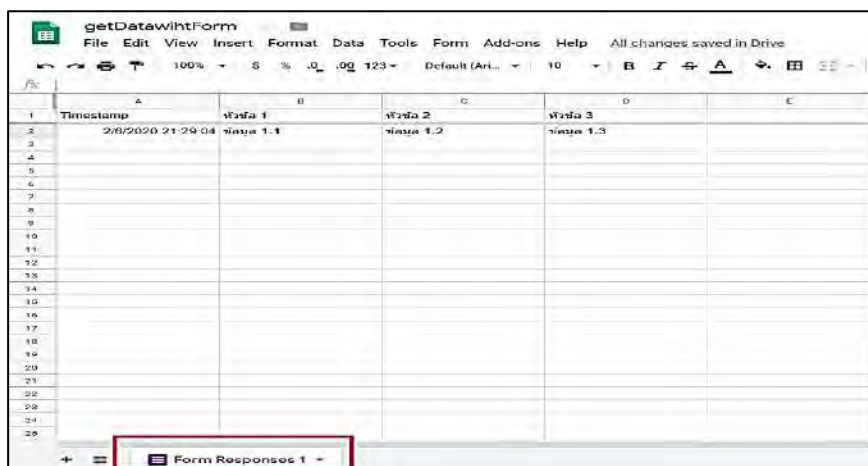 getDatawihtForm
File Edit View Insert Format Data Tools Form Add-ons Help All changes saved in Drive
100% $ % .0 .00 123 Default (Ari... 10 B I S A
fx
A B C D E
1 Timestamp หัวข้อ 1 หัวข้อ 2 หัวข้อ 3
2 2/6/2020 21:29:04 ข้อมูล 1.1 ข้อมูล 1.2 ข้อมูล 1.3
3
4
5
6
7
8
9
10
11
12
13
14
15
16
17
18
19
20
21
22
23
24
25
+ Form Responses 1